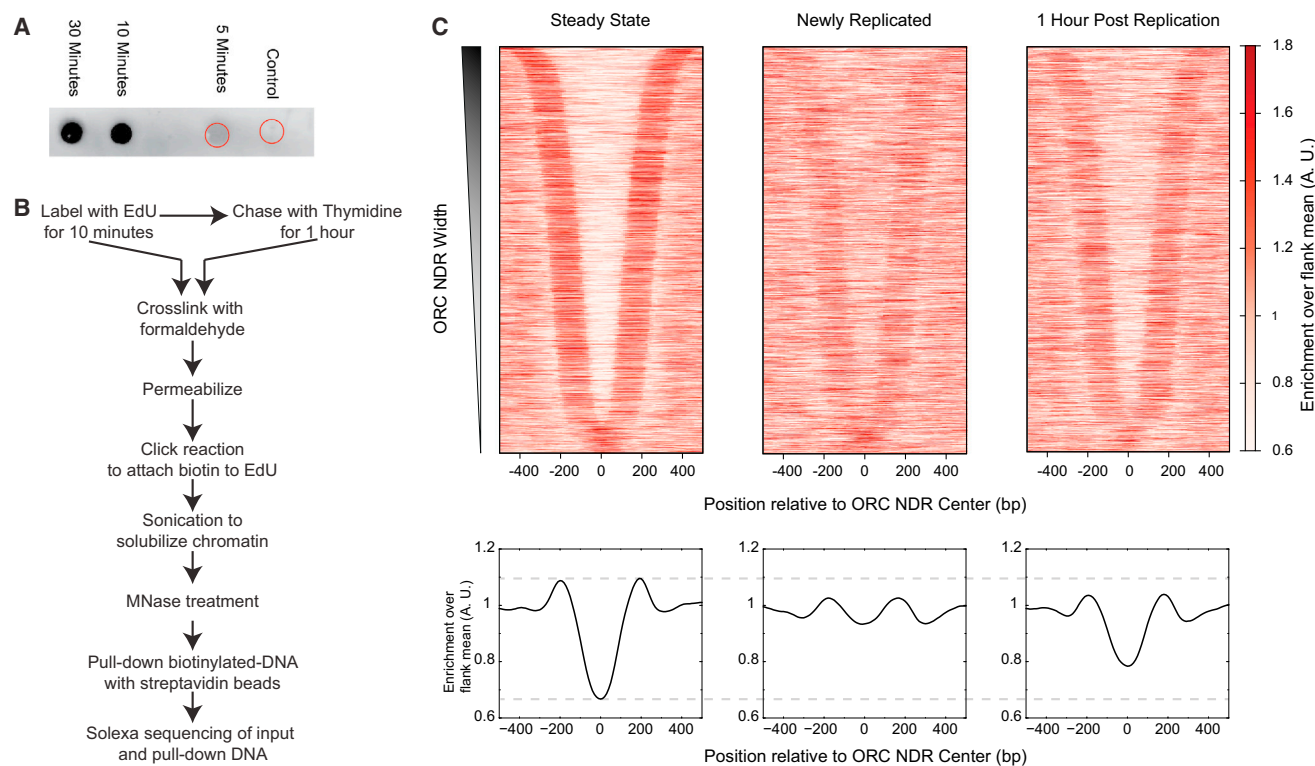 A
30 Minutes
10 Minutes
5 Minutes
Control
B
Label with EdU
for 10 minutes
Chase with Thymidine
for 1 hour
Crosslink with
formaldehyde
Permeabilize
Click reaction
to attach biotin to EdU
Sonication to
solubilize chromatin
MNase treatment
Pull-down biotinylated-DNA
with streptavidin beads
Solexa sequencing of input
and pull-down DNA
C
Steady State
Newly Replicated
1 Hour Post Replication
ORC NDR Width
-400 -200 0 200 400
-400 -200 0 200 400
-400 -200 0 200 400
Position relative to ORC NDR Center (bp)
1.8
1.6
1.4
1.2
1
0.8
0.6
Enrichment over flank mean (A. U.)
Enrichment over
flank mean (A. U.)
1.2
1
0.8
0.6
−400 −200 0 200 400
1.2
1
0.8
0.6
−400 −200 0 200 400
1.2
1
0.8
0.6
−400 −200 0 200 400
Position relative to ORC NDR Center (bp)